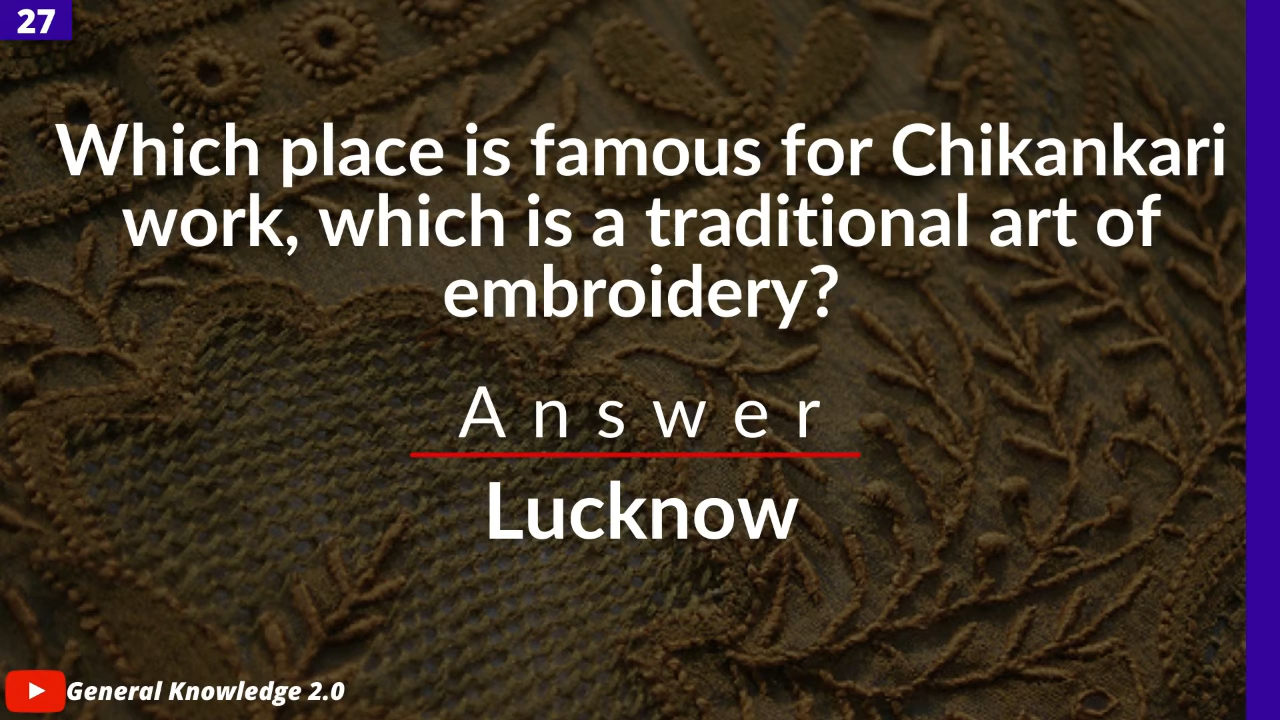 27
Which place is famous for Chikankari
work, which is a traditional art of
embroidery?
Answer
Lucknow
General Knowledge 2.0